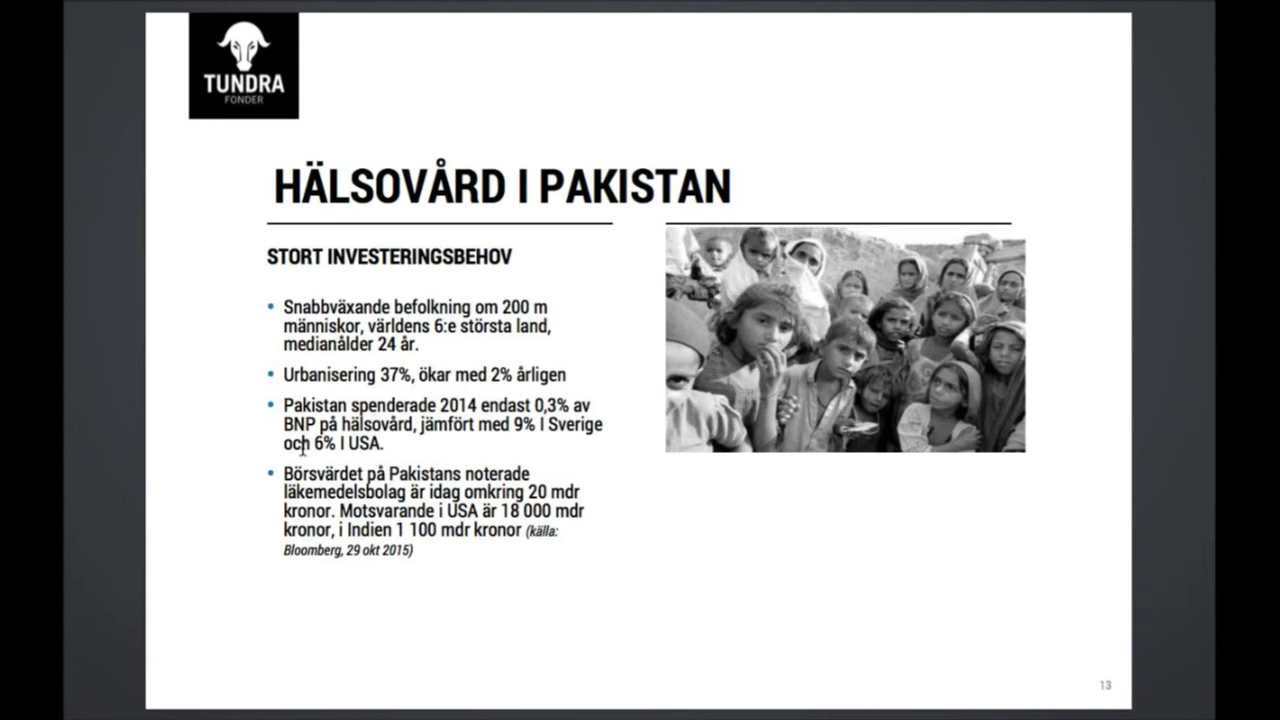 TUNDRA
FONDER
HÄLSOVÅRD I PAKISTAN
STORT INVESTERINGSBEHOV
• Snabbväxande befolkning om 200 m
människor, världens 6:e största land,
medianålder 24 år.
• Urbanisering 37%, ökar med 2% årligen
• Pakistan spenderade 2014 endast 0,3% av
BNP på hälsovård, jämfört med 9% I Sverige
och 6% I USA.
• Börsvärdet på Pakistans noterade
läkemedelsbolag är idag omkring 20 mdr
kronor. Motsvarande i USA är 18 000 mdr
kronor, i Indien 1 100 mdr kronor (källa:
Bloomberg, 29 okt 2015)
13